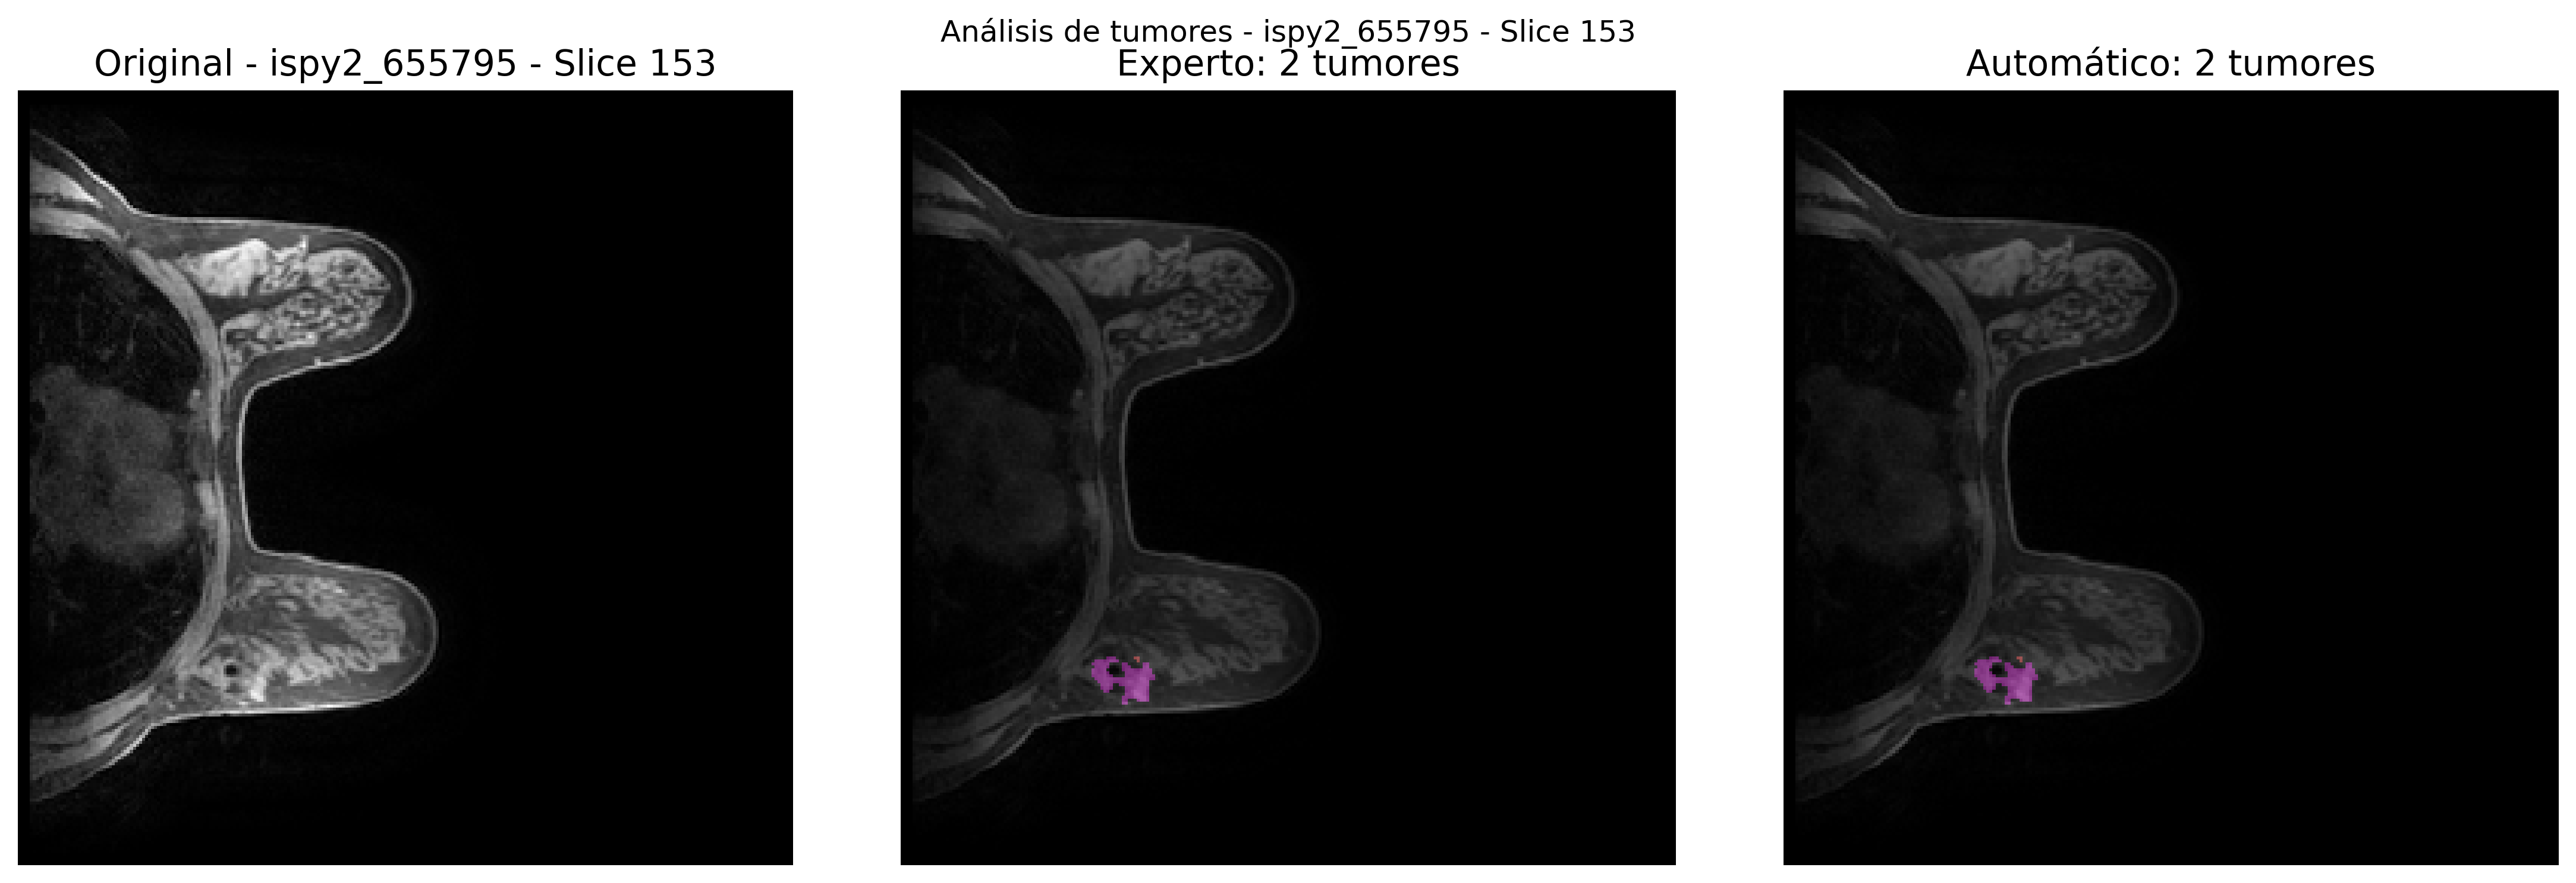 Análisis de tumores - ispy2_655795 - Slice 153
Original - ispy2_655795 - Slice 153
Experto: 2 tumores
Automático: 2 tumores